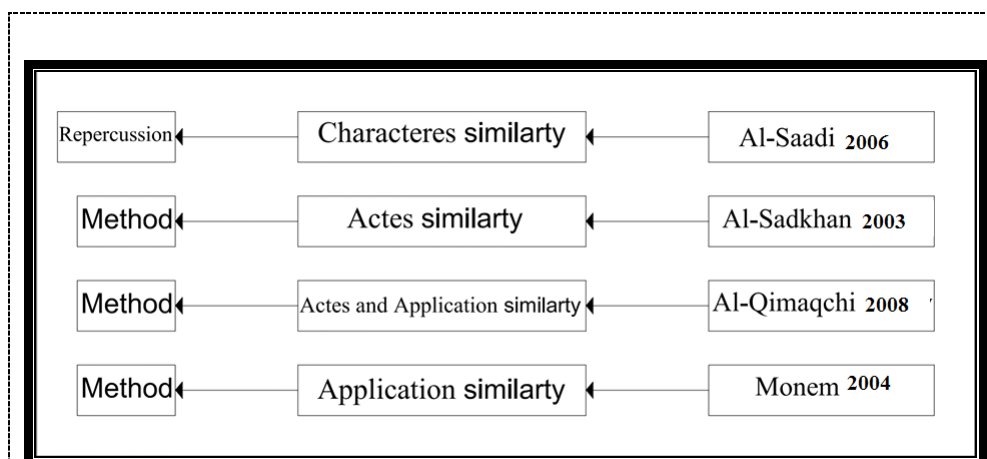 Repercussion Characteres similarty Al-Saadi 2006
Method Actes similarty Al-Sadkhan 2003
Method Actes and Application similarty Al-Qimaqchi 2008
Method Application similarty Monem 2004